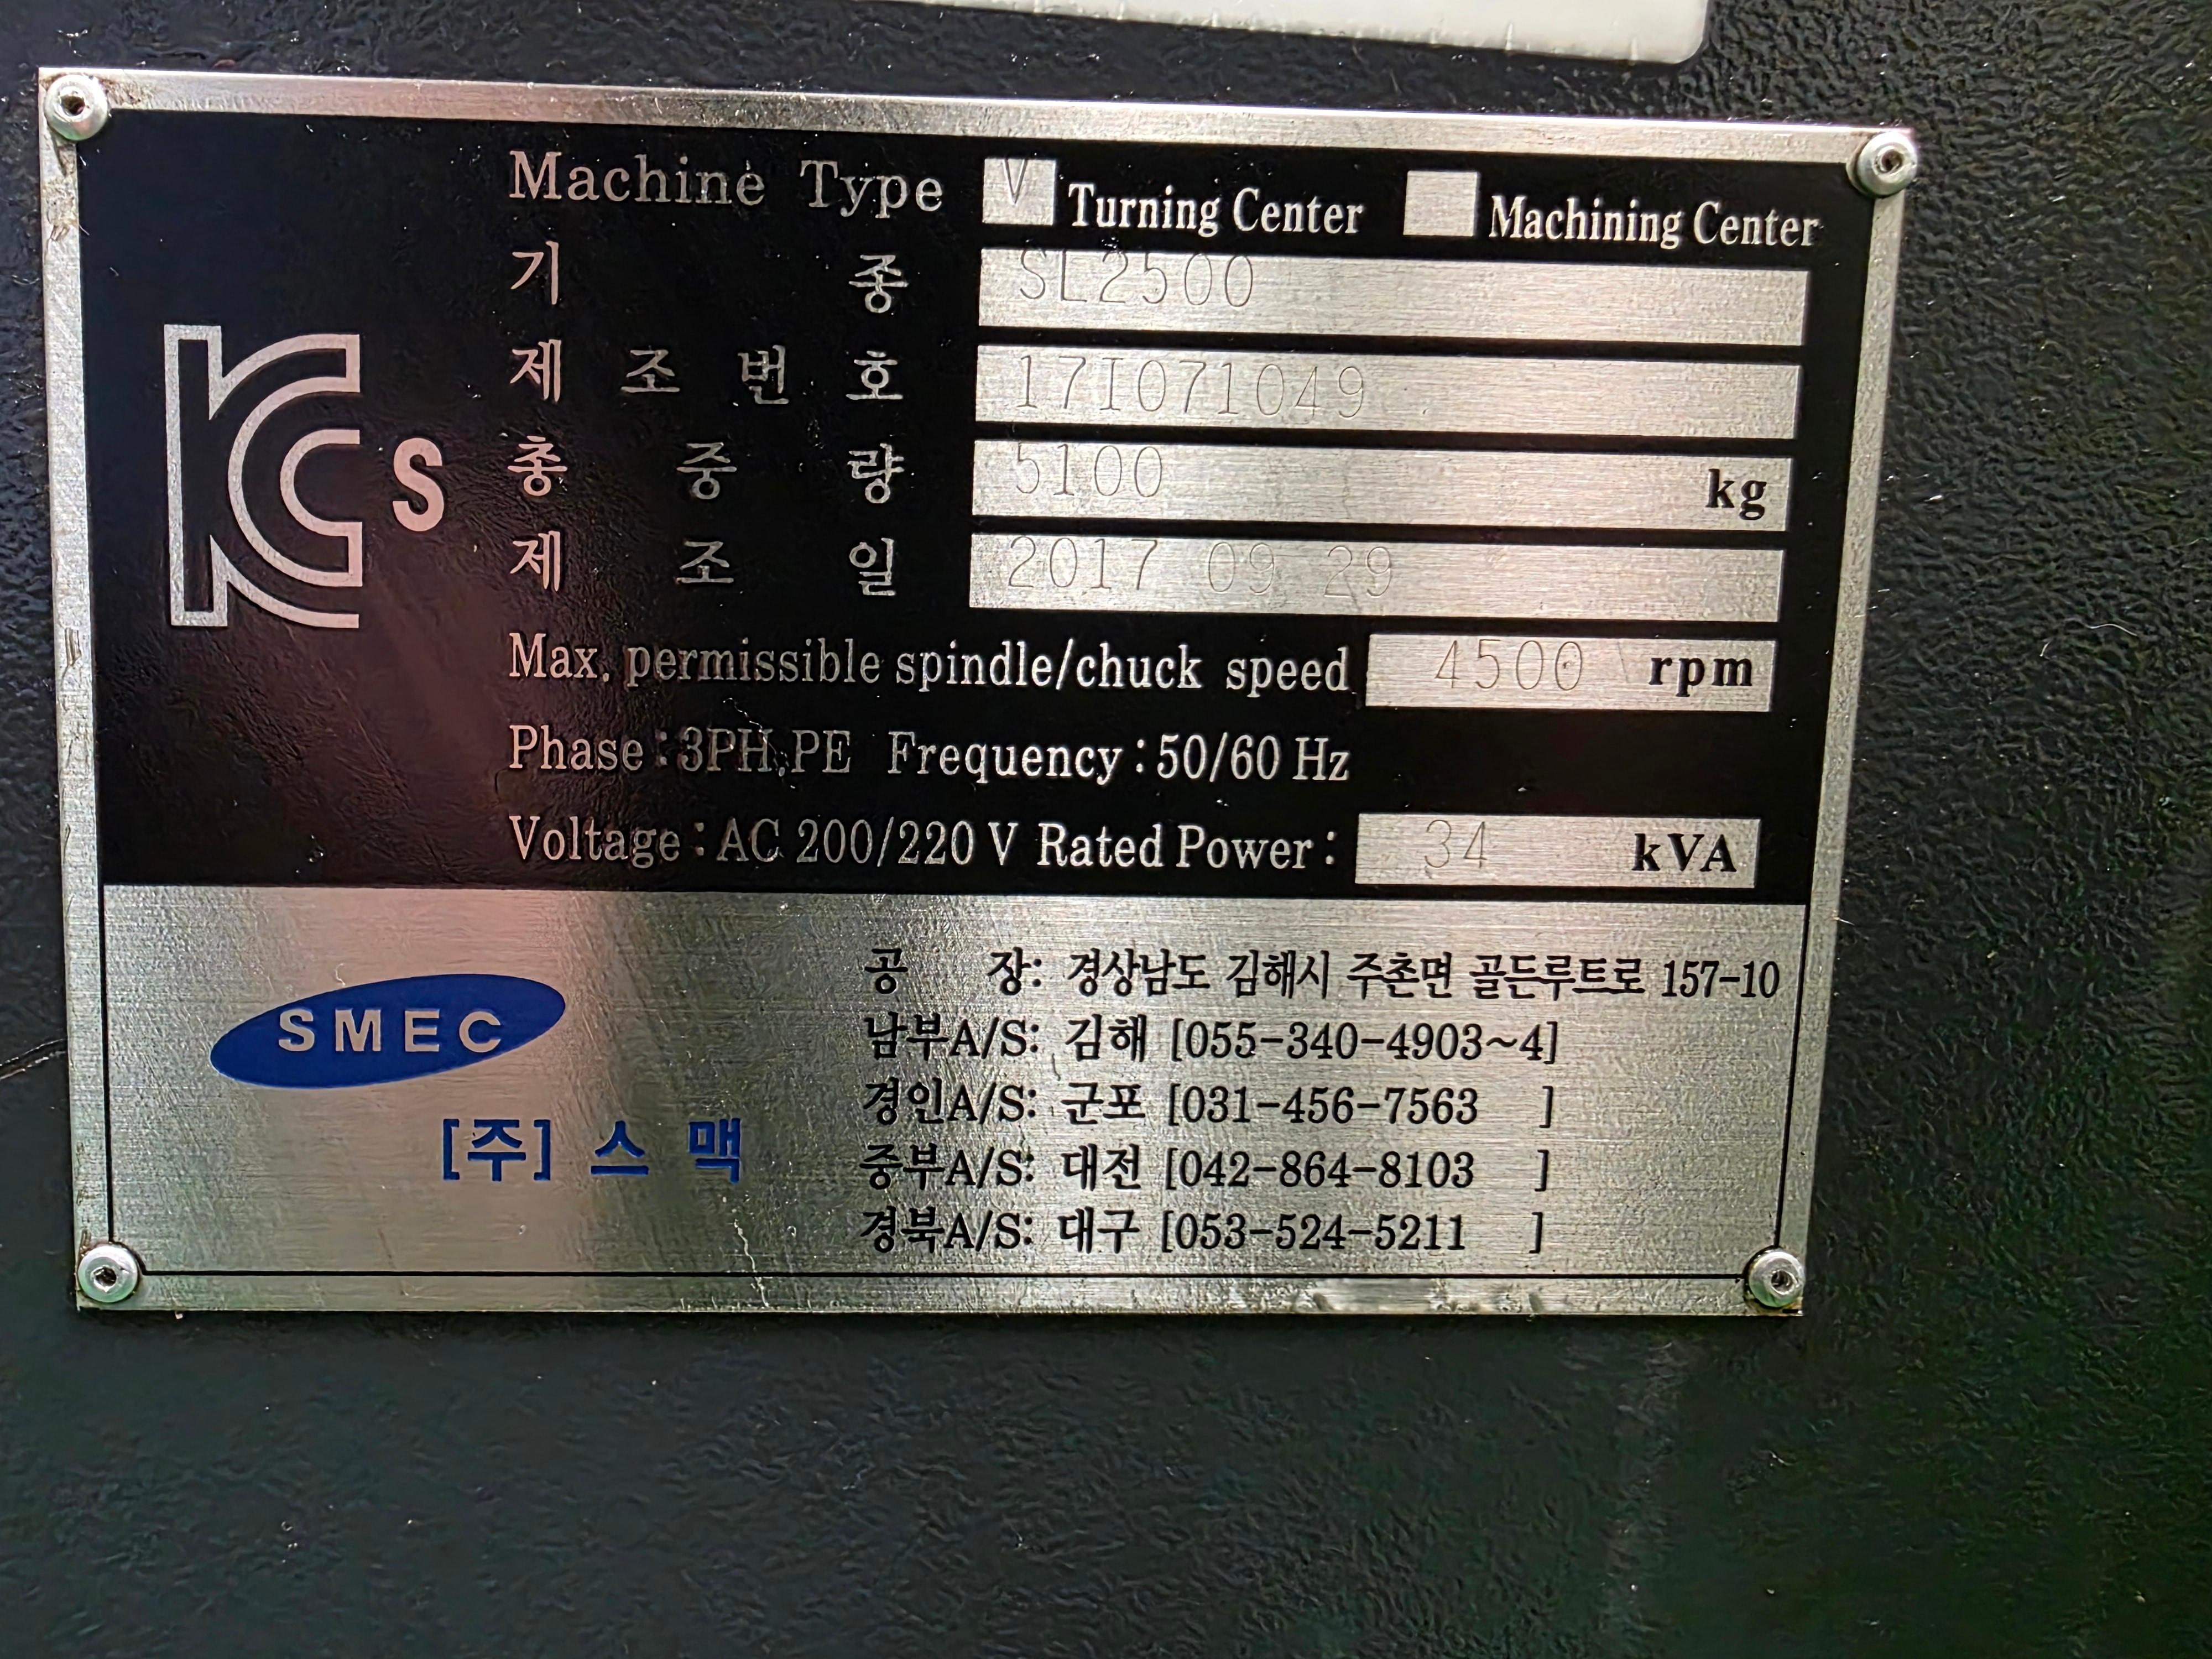 Machine Type V Turning Center Machining Center
기종 SL2500
제조번호 17I071049
총중량 5100 kg
제조일 2017 09 29
Max. permissible spindle/chuck speed 4500 rpm
Phase : 3PH.PE Frequency : 50/60 Hz
Voltage : AC 200/220 V Rated Power : 34 kVA
KC s
SMEC
[주] 스맥
공장: 경상남도 김해시 주촌면 골든루트로 157-10
남부A/S: 김해 [055-340-4903~4]
경인A/S: 군포 [031-456-7563 ]
중부A/S: 대전 [042-864-8103 ]
경북A/S: 대구 [053-524-5211 ]